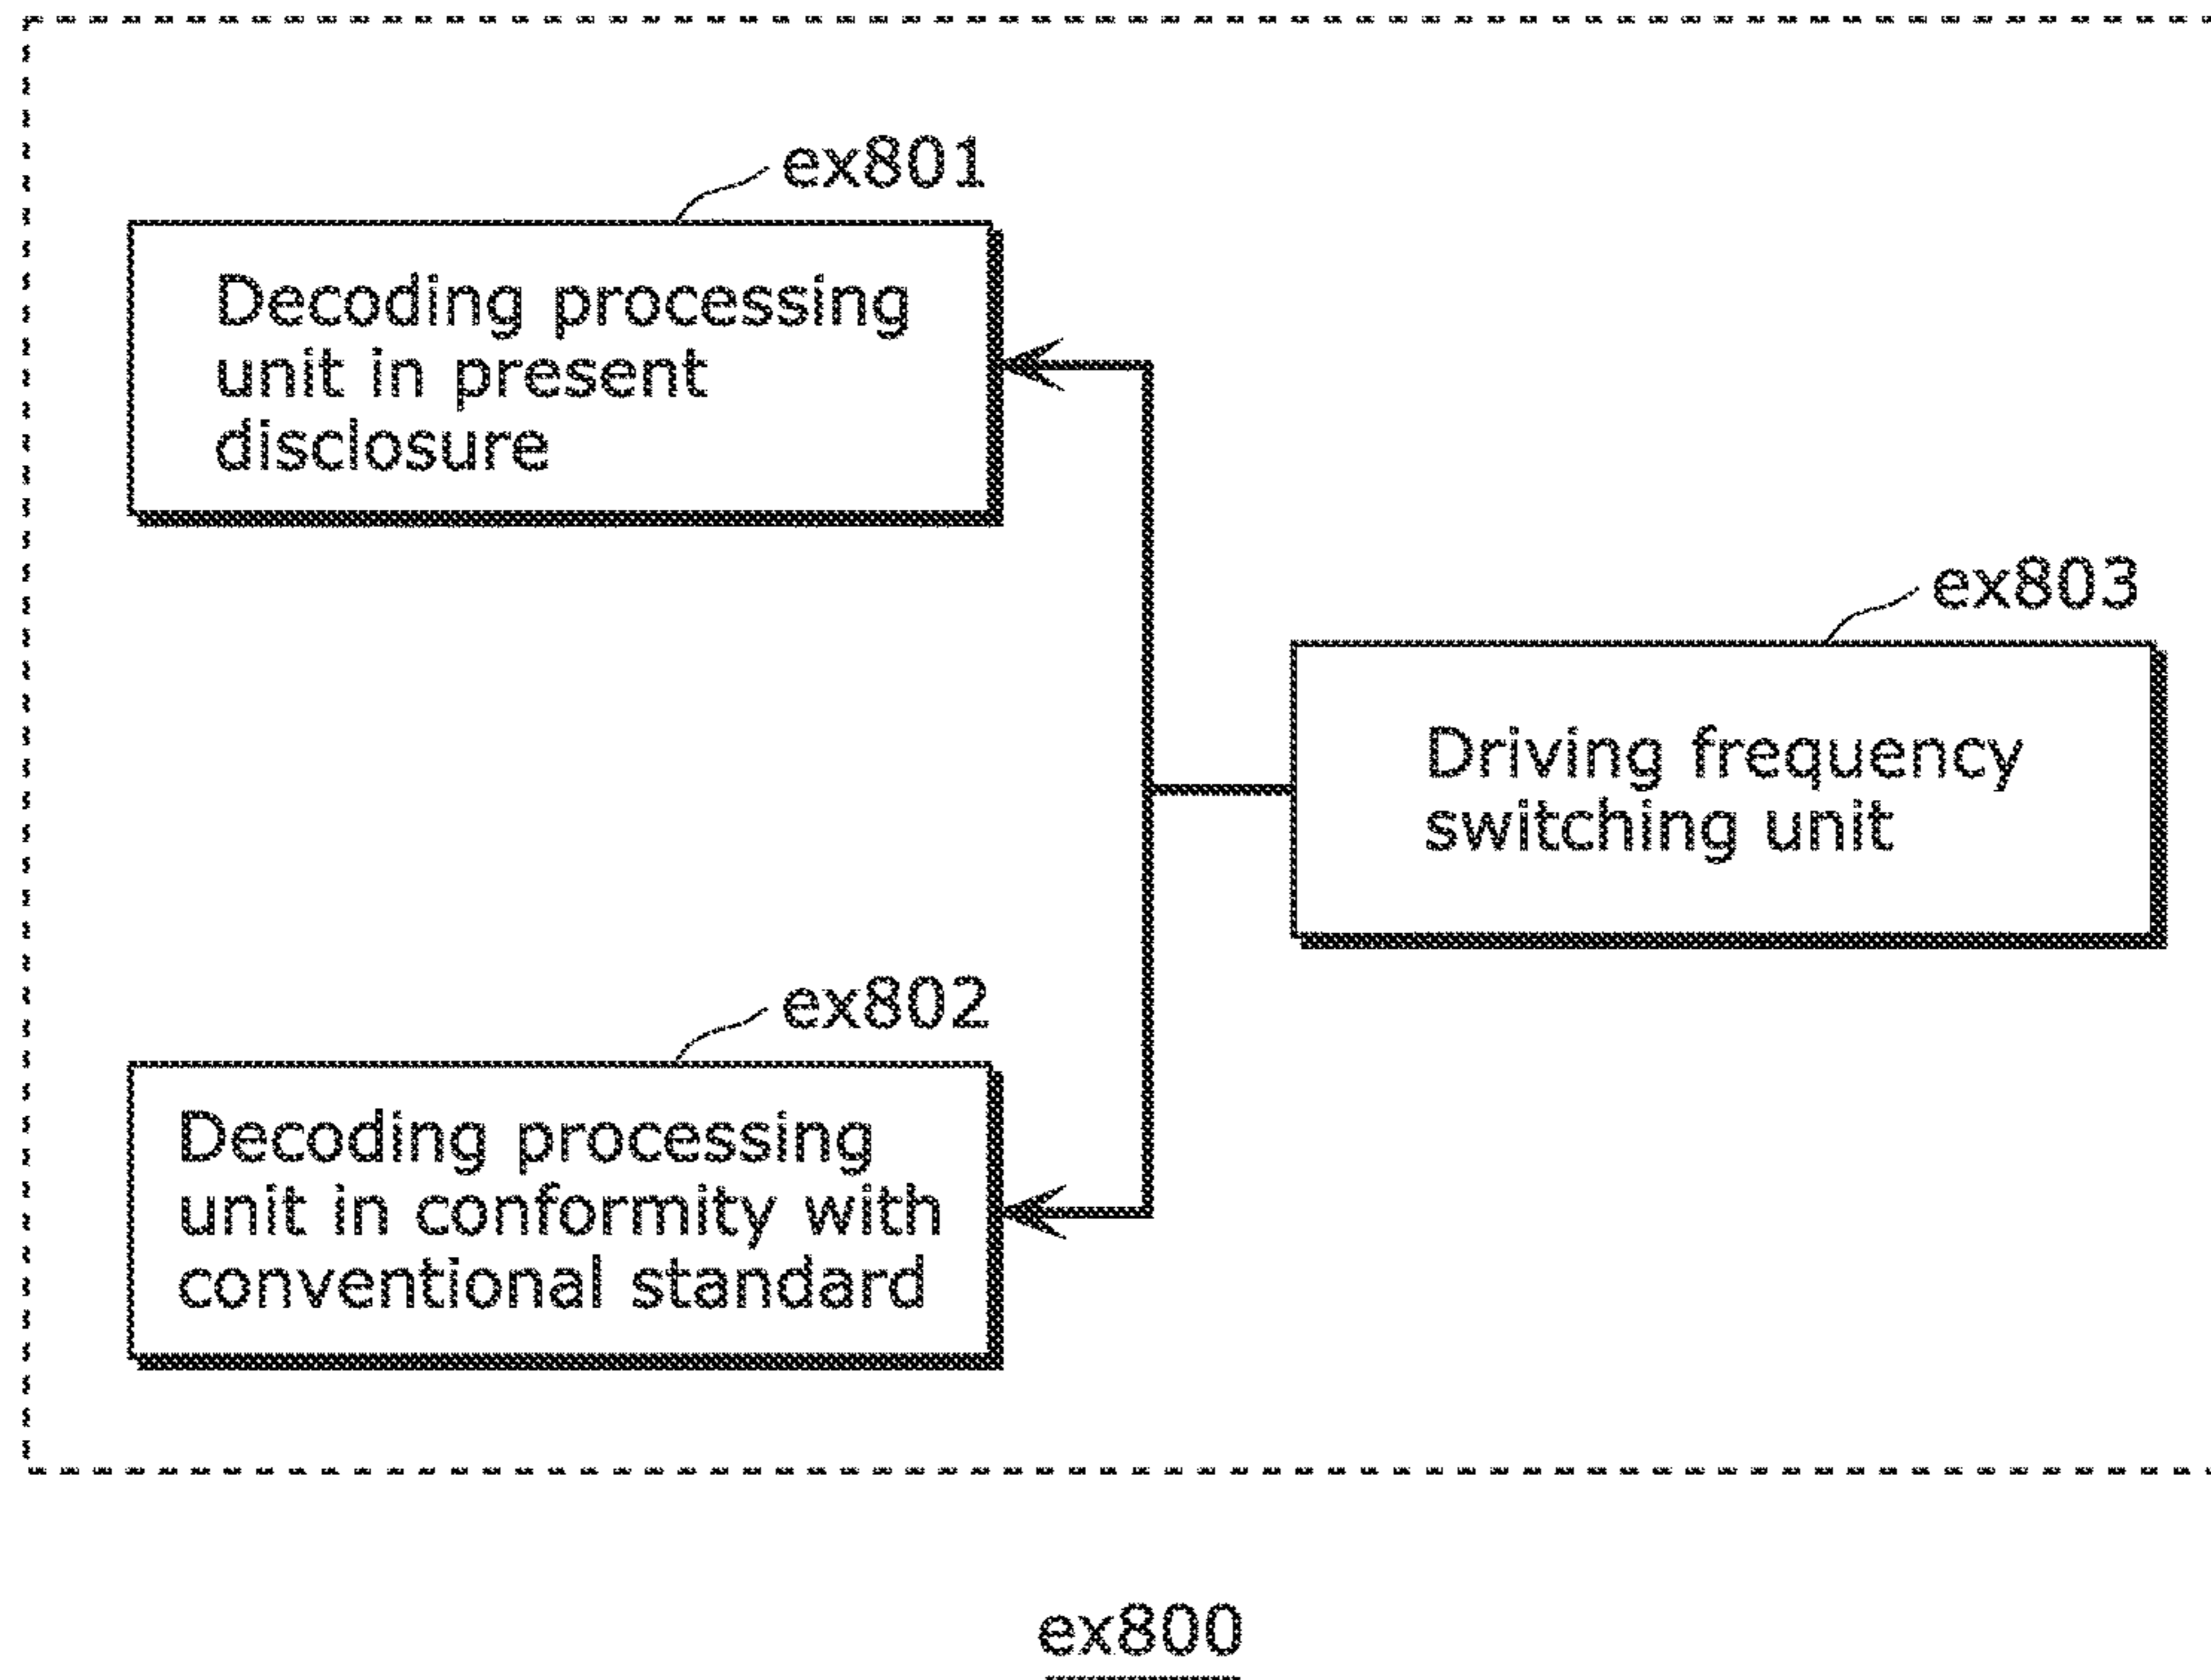 ex801
Decoding processing
unit in present
disclosure
ex803
Driving frequency
switching unit
ex802
Decoding processing
unit in conformity with
conventional standard
ex800